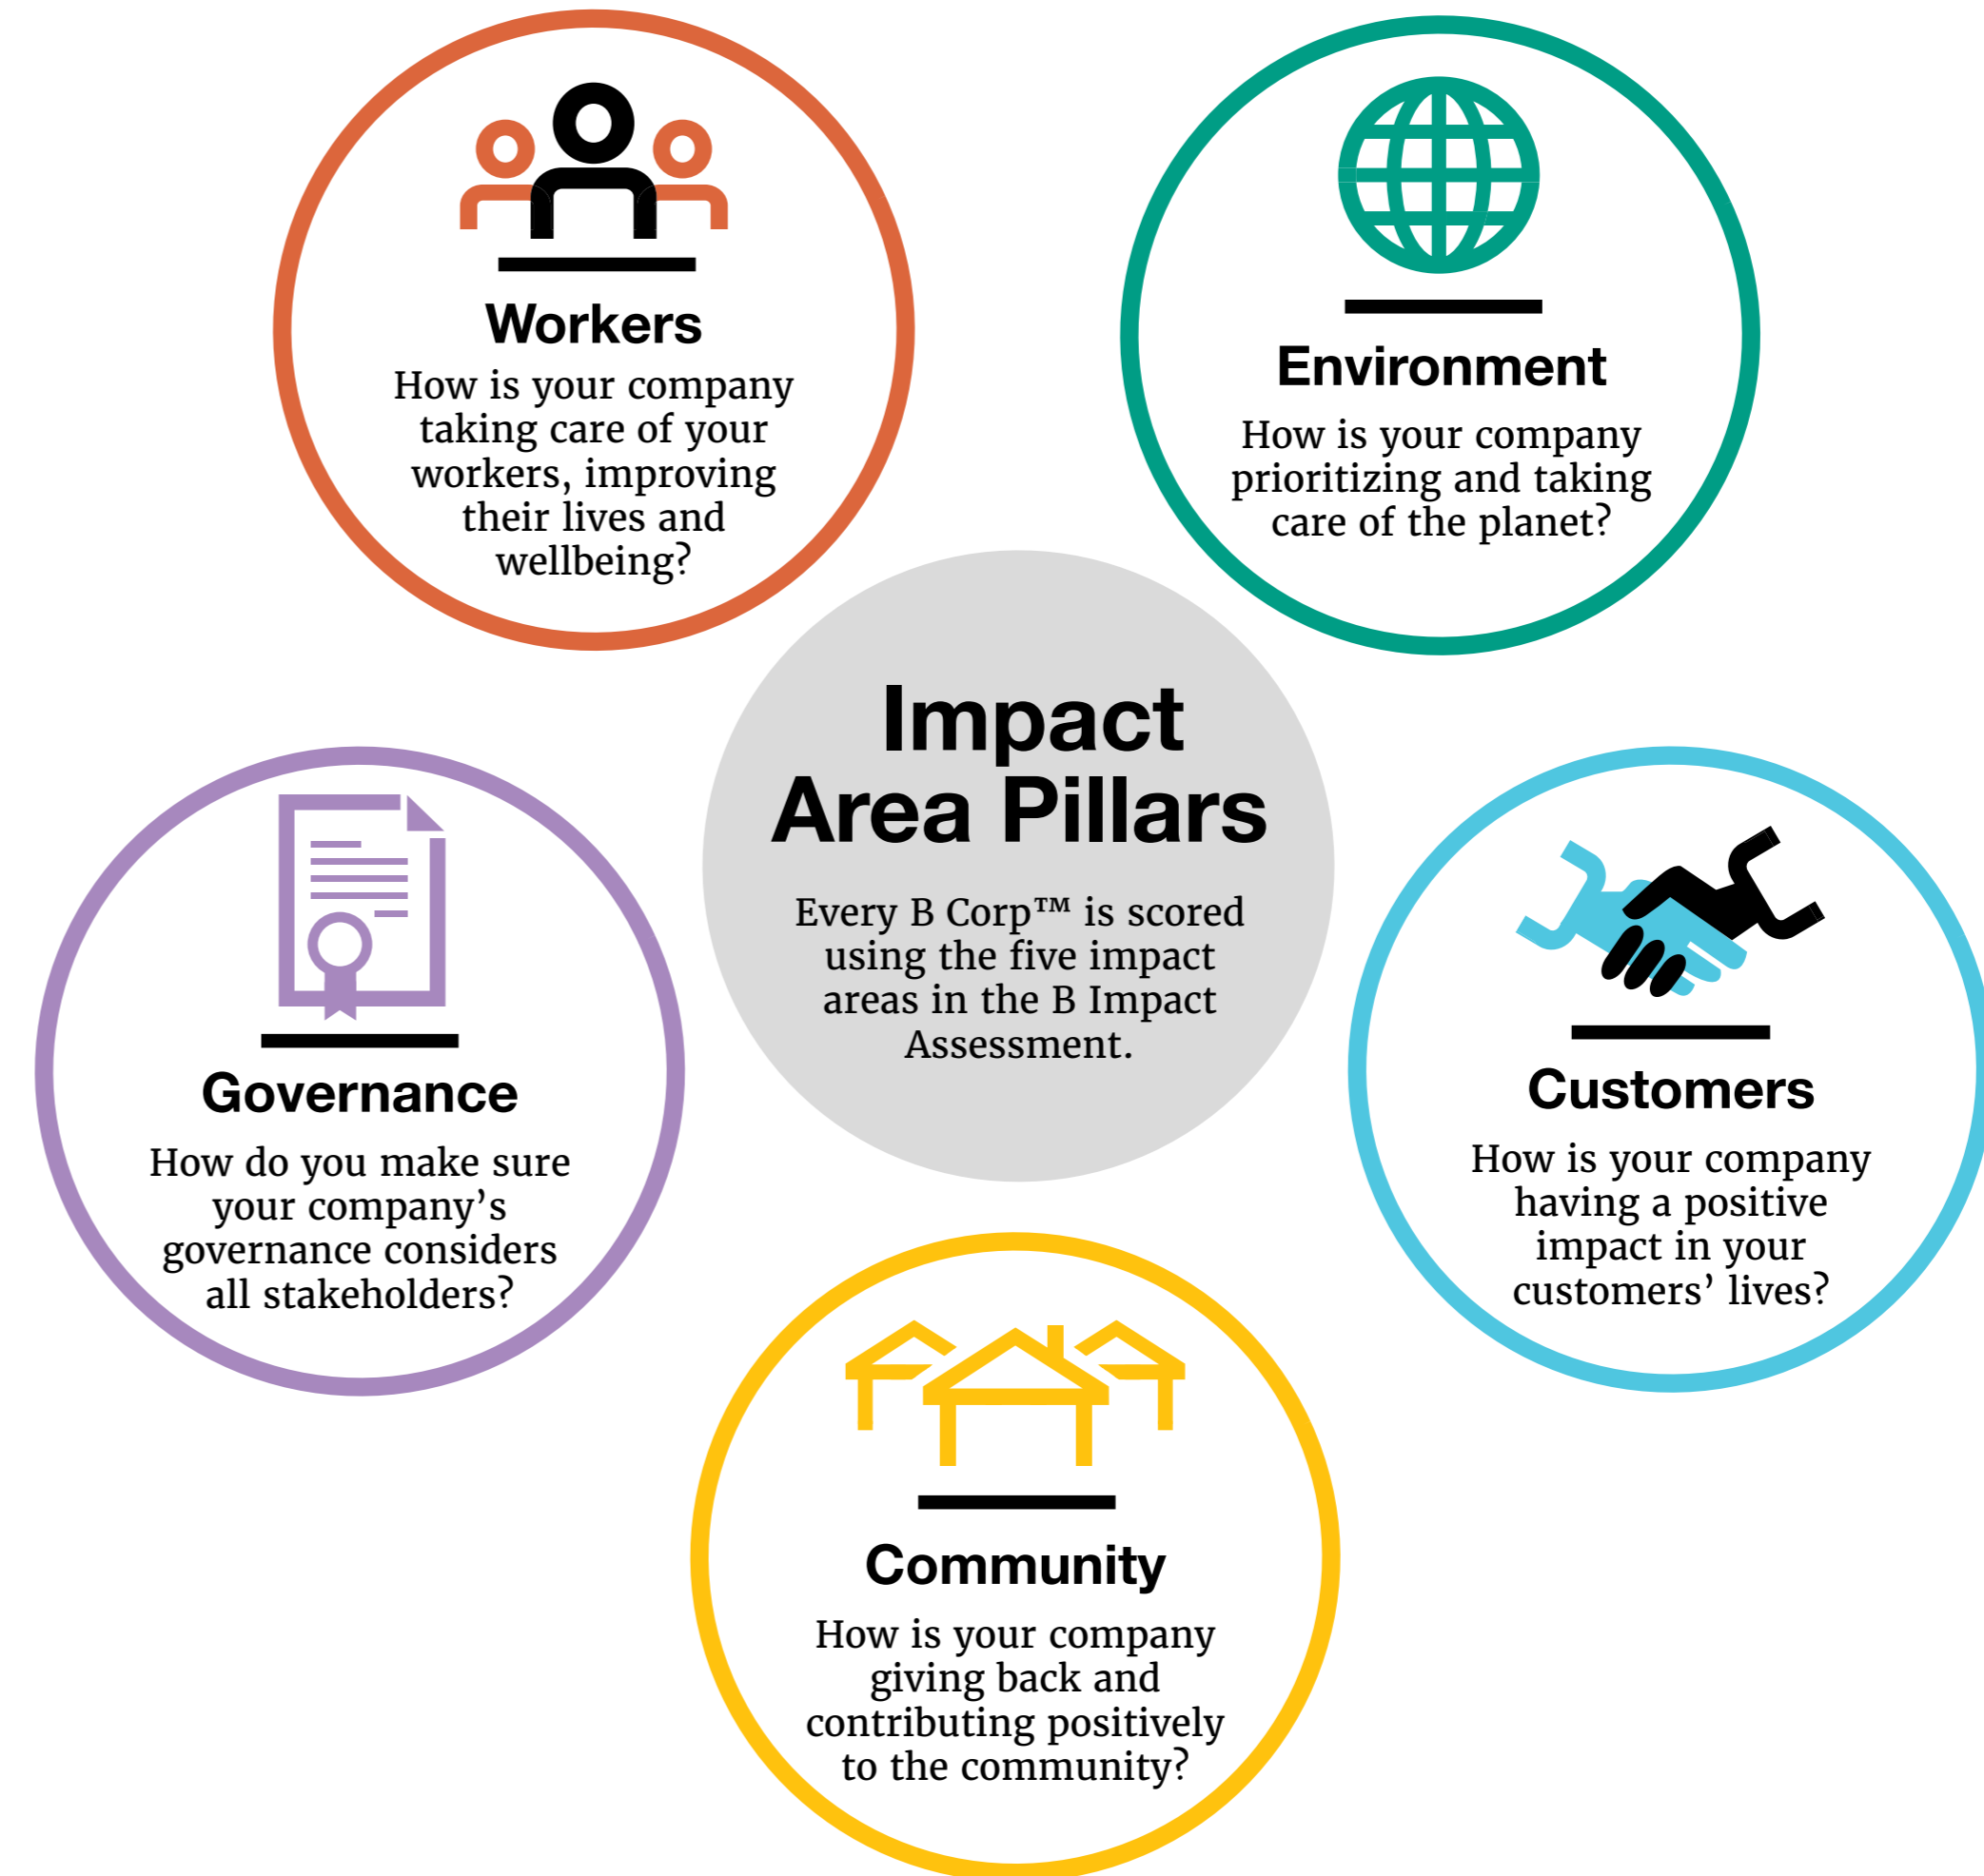 Workers
How is your company
taking care of your
workers, improving
their lives and
wellbeing?
Environment
How is your company
prioritizing and taking
care of the planet?
Impact
Area Pillars
Every B Corp™ is scored
using the five impact
areas in the B Impact
Assessment.
Governance
How do you make sure
your company’s
governance considers
all stakeholders?
Customers
How is your company
having a positive
impact in your
customers’ lives?
Community
How is your company
giving back and
contributing positively
to the community?